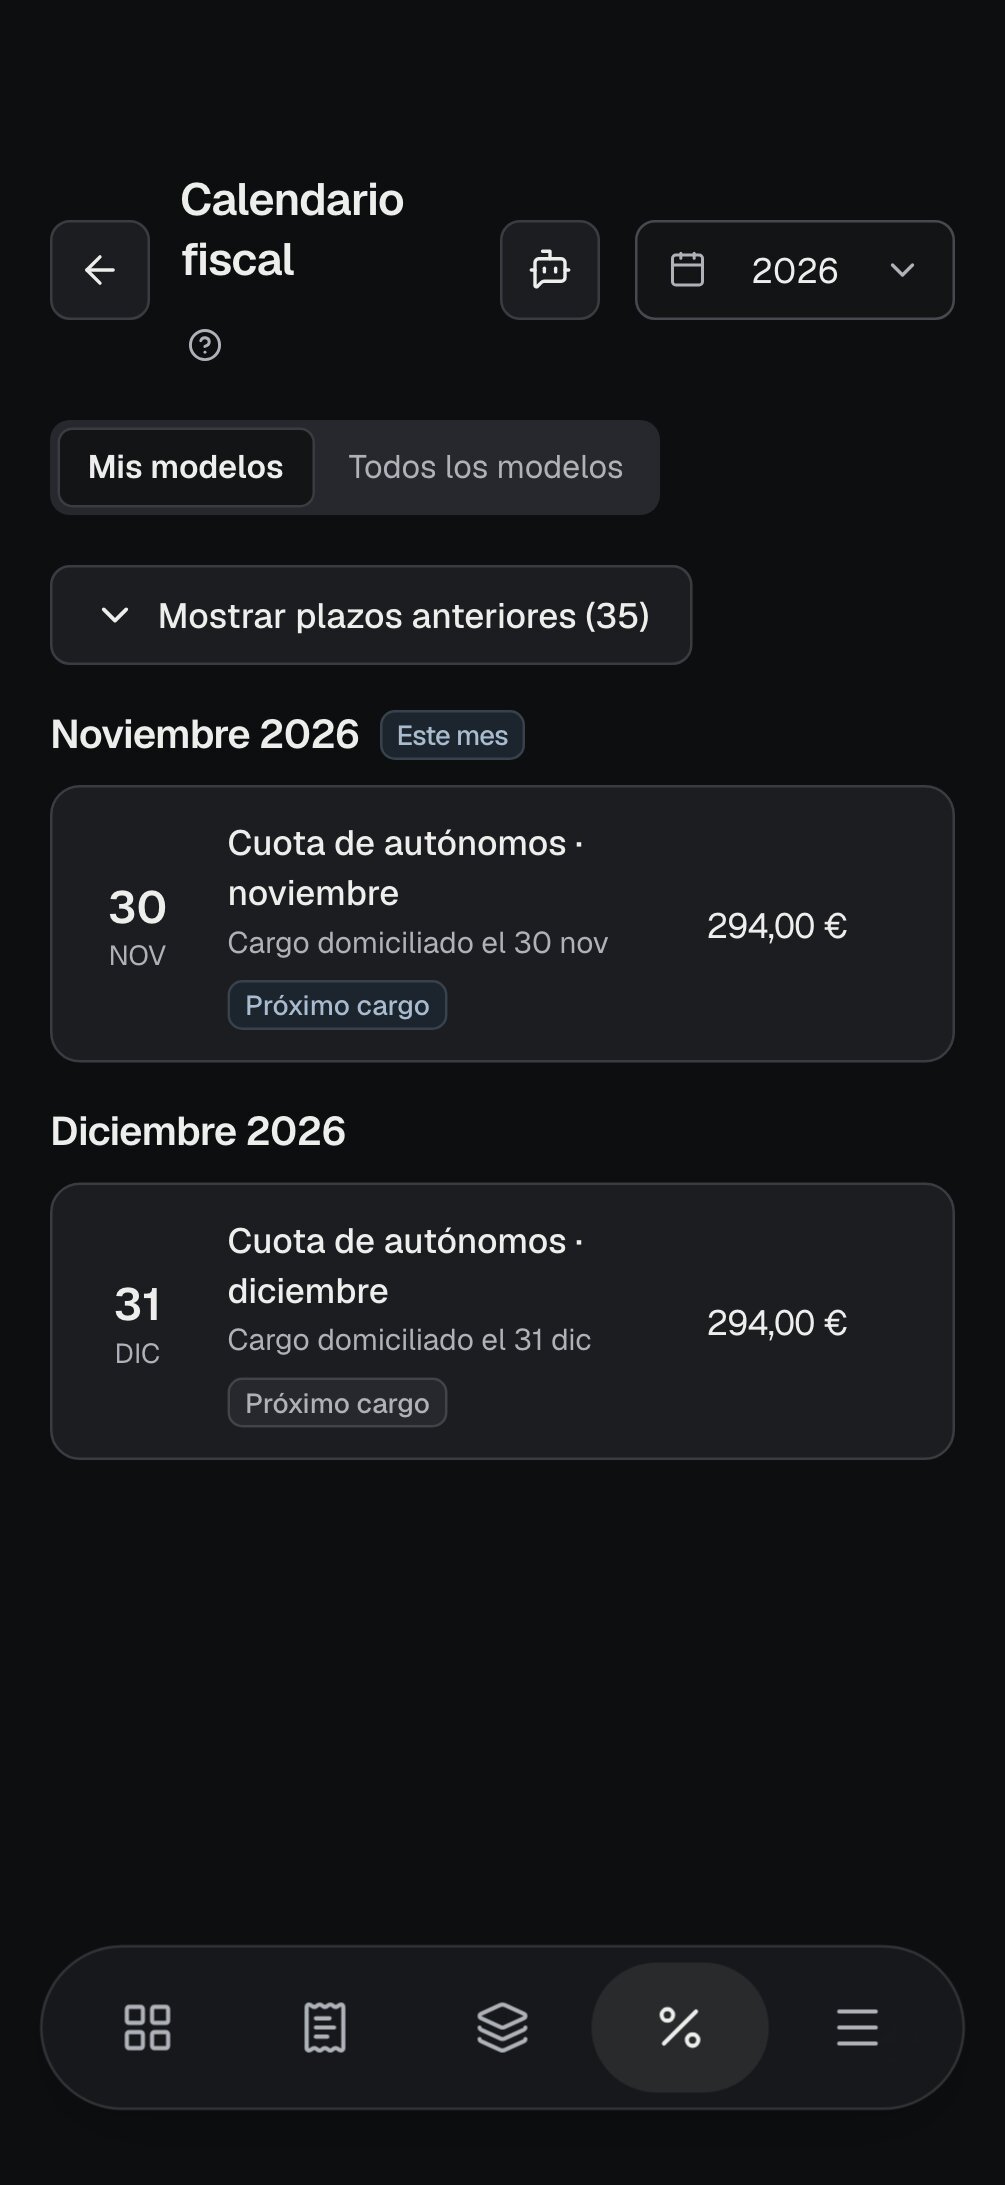 Calendario
fiscal
2026
Mis modelos
Todos los modelos
Mostrar plazos anteriores (35)
Noviembre 2026
Este mes
30
NOV
Cuota de autónomos ·
noviembre
Cargo domiciliado el 30 nov
Próximo cargo
294,00 €
Diciembre 2026
31
DIC
Cuota de autónomos ·
diciembre
Cargo domiciliado el 31 dic
Próximo cargo
294,00 €